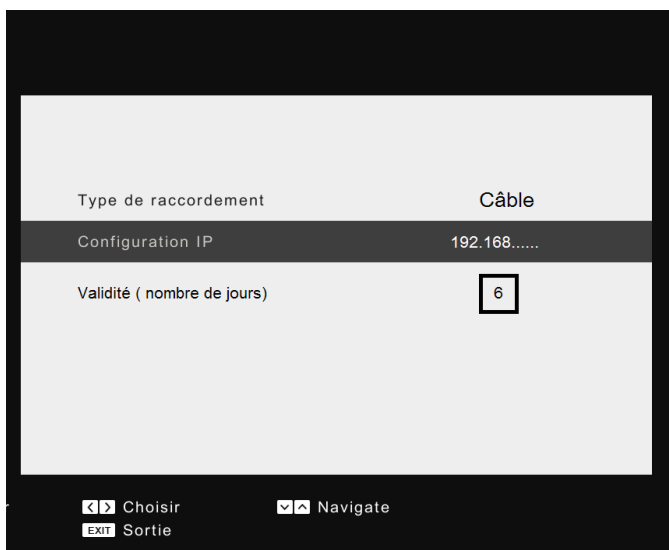 Type de raccordement Câble
Configuration IP 192.168......
Validité ( nombre de jours) 6
Choisir Navigate
EXIT Sortie